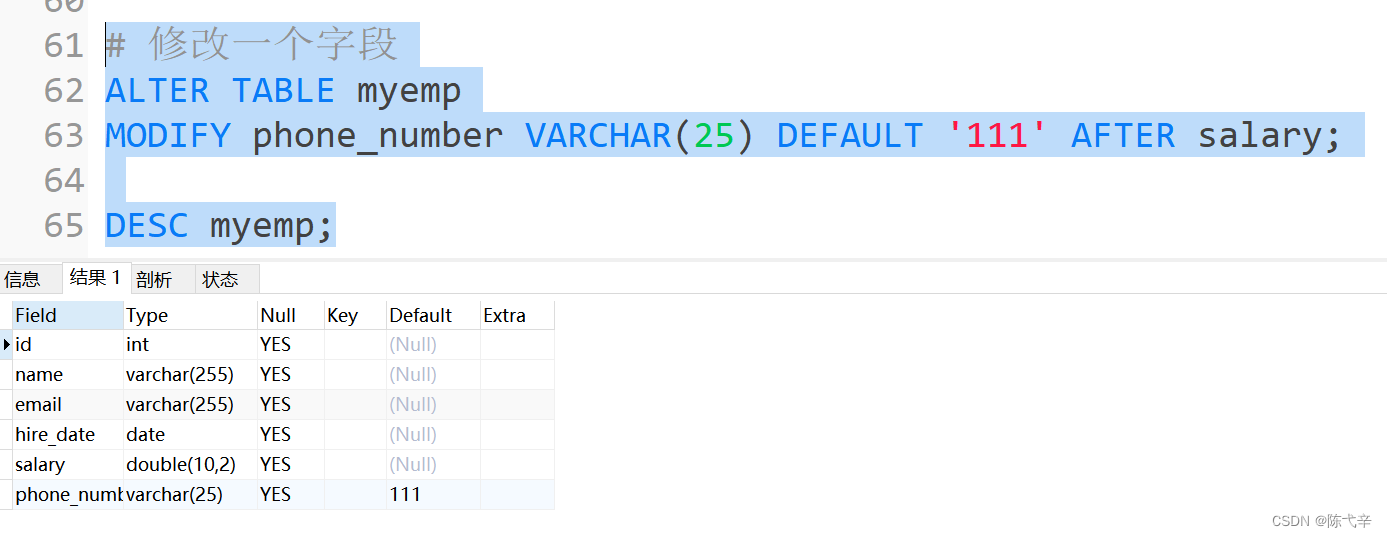 60
61 # 修改一个字段
62 ALTER TABLE myemp
63 MODIFY phone_number VARCHAR(25) DEFAULT '111' AFTER salary;
64
65 DESC myemp;
信息 结果 1 剖析 状态
Field Type Null Key Default Extra
id int YES (Null)
name varchar(255) YES (Null)
email varchar(255) YES (Null)
hire_date date YES (Null)
salary double(10,2) YES (Null)
phone_numb varchar(25) YES 111
CSDN @陈弋辛